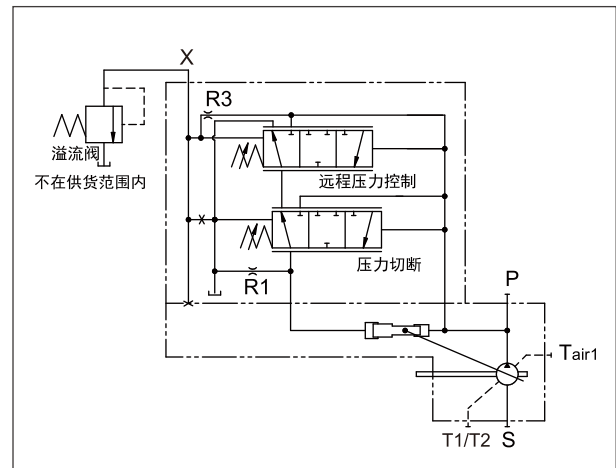 X
R3
溢流阀
不在供货范围内
远程压力控制
压力切断
R1
P
Tair1
T1/T2
S